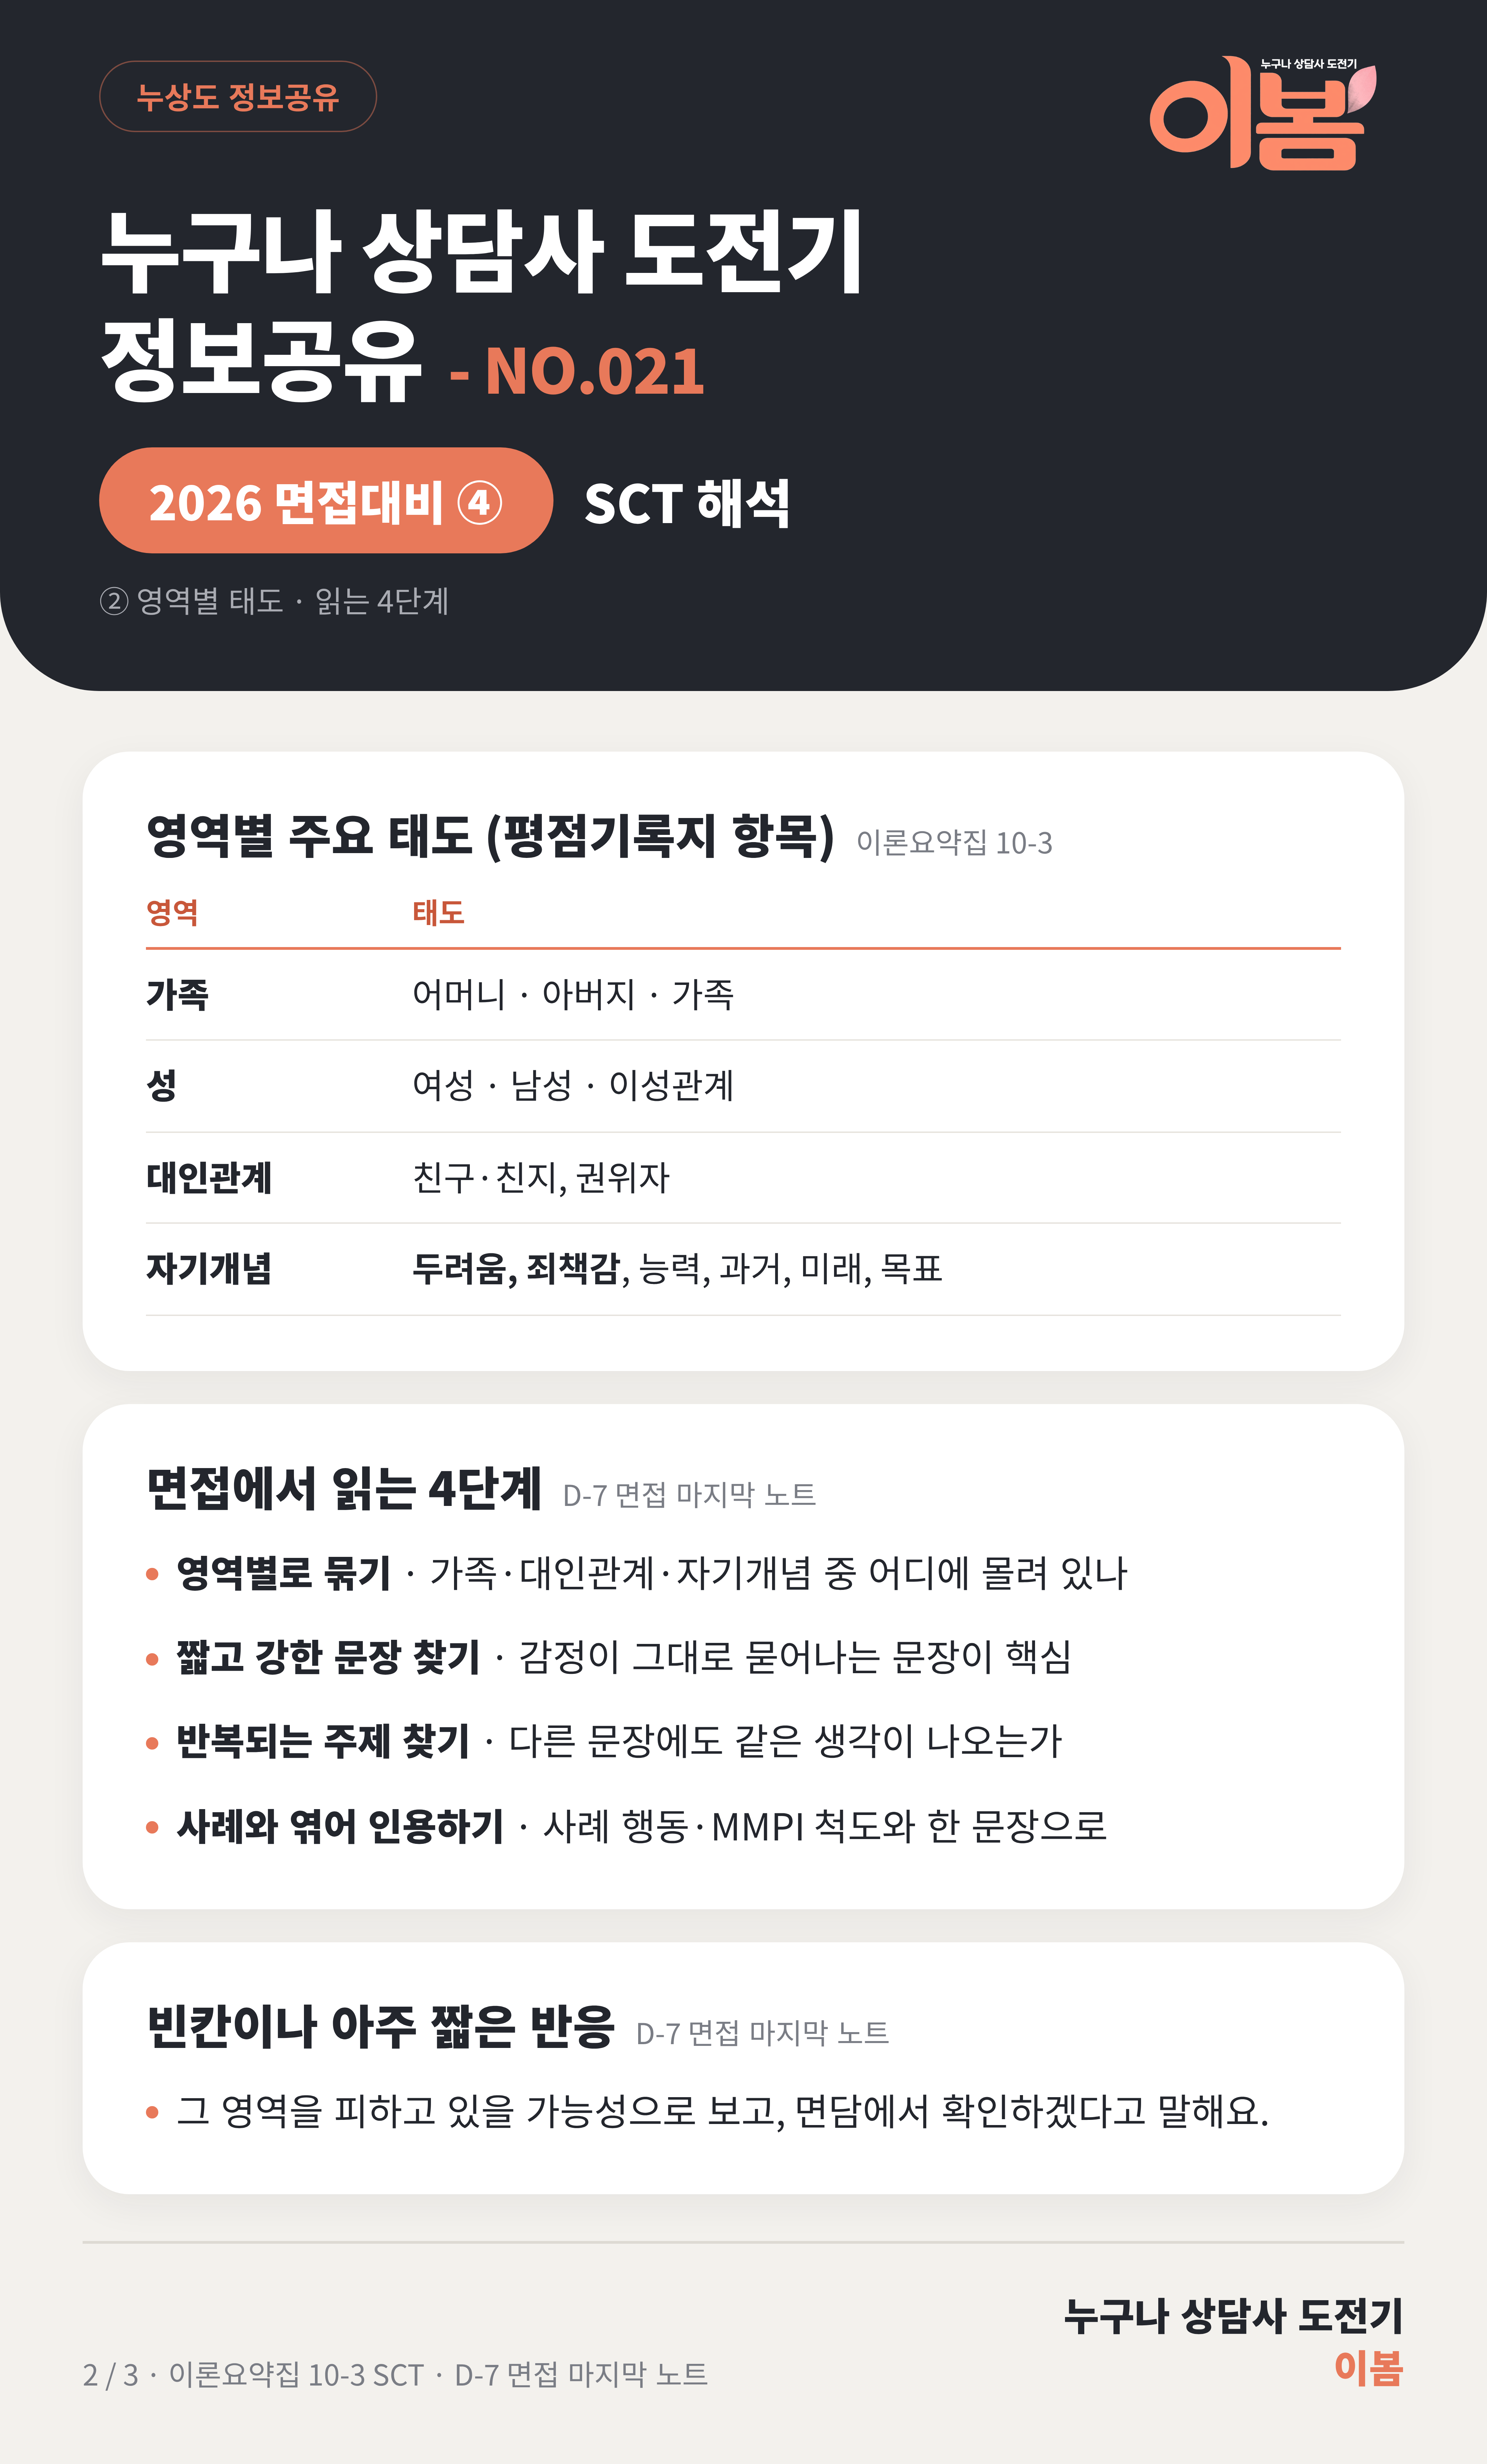 누상도 정보공유
누구나 상담사 도전기
이봄
누구나 상담사 도전기
정보공유 - NO.021
2026 면접대비 ④ SCT 해석
② 영역별 태도 · 읽는 4단계
영역별 주요 태도 (평점기록지 항목) 이론요약집 10-3
영역 태도
가족 어머니 · 아버지 · 가족
성 여성 · 남성 · 이성관계
대인관계 친구·친지, 권위자
자기개념 두려움, 죄책감, 능력, 과거, 미래, 목표
면접에서 읽는 4단계 D-7 면접 마지막 노트
• 영역별로 묶기 · 가족·대인관계·자기개념 중 어디에 몰려 있나
• 짧고 강한 문장 찾기 · 감정이 그대로 묻어나는 문장이 핵심
• 반복되는 주제 찾기 · 다른 문장에도 같은 생각이 나오는가
• 사례와 엮어 인용하기 · 사례 행동·MMPI 척도와 한 문장으로
빈칸이나 아주 짧은 반응 D-7 면접 마지막 노트
• 그 영역을 피하고 있을 가능성으로 보고, 면담에서 확인하겠다고 말해요.
누구나 상담사 도전기
2 / 3 · 이론요약집 10-3 SCT · D-7 면접 마지막 노트
이봄